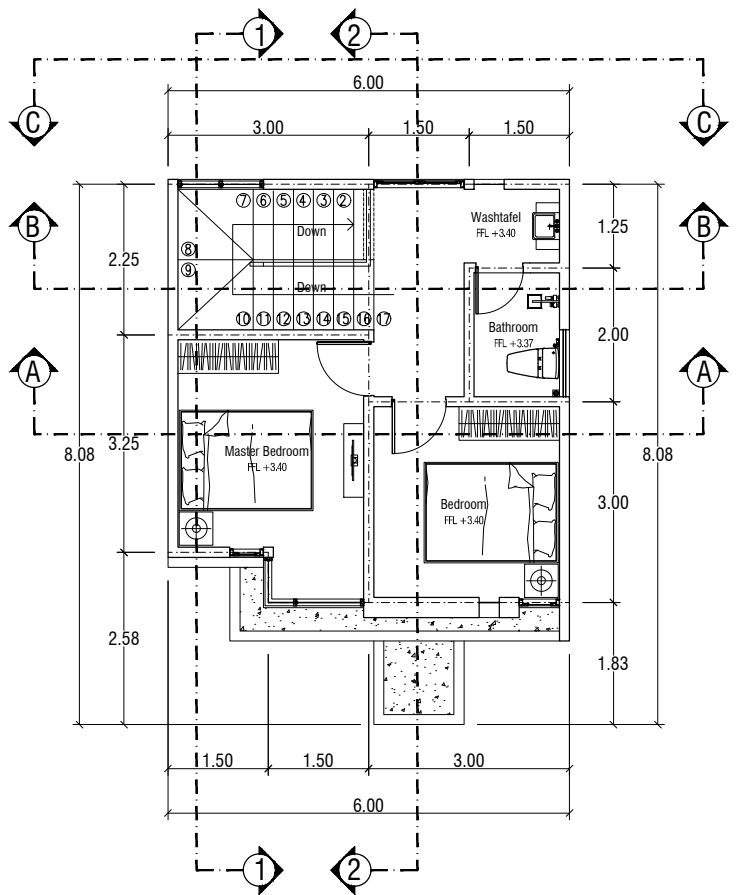 1 2
6.00
C C
3.00 1.50 1.50
7 6 5 4 3 2
Washtafel
FFL +3.40
1.25
B B
Down
2.25
8
9
Down
10 11 12 13 14 15 16 17
Bathroom
FFL +3.37
2.00
A A
8.08 3.25 8.08
Master Bedroom
FFL +3.40
Bedroom
FFL +3.40
3.00
2.58
1.83
1.50 1.50 3.00
6.00
1 2